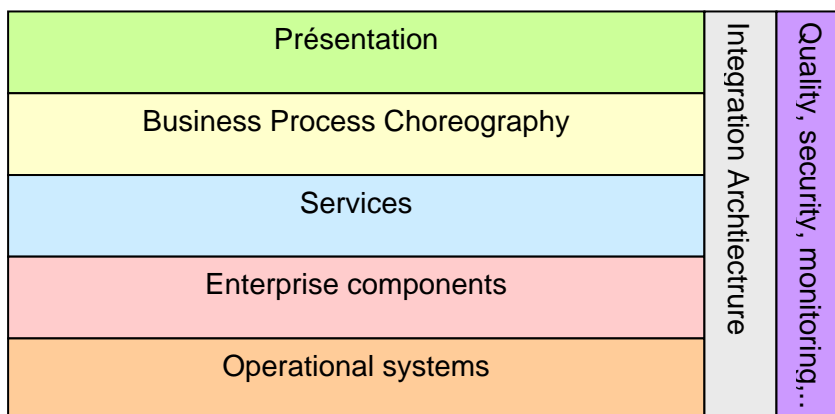 Présentation
Business Process Choreography
Services
Enterprise components
Operational systems
Integration Archtiectrure
Quality, security, monitoring,..